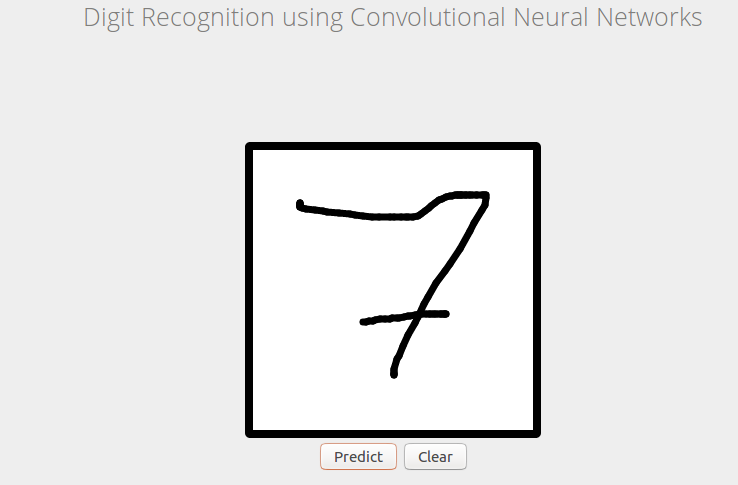 Digit Recognition using Convolutional Neural Networks
7
Predict Clear